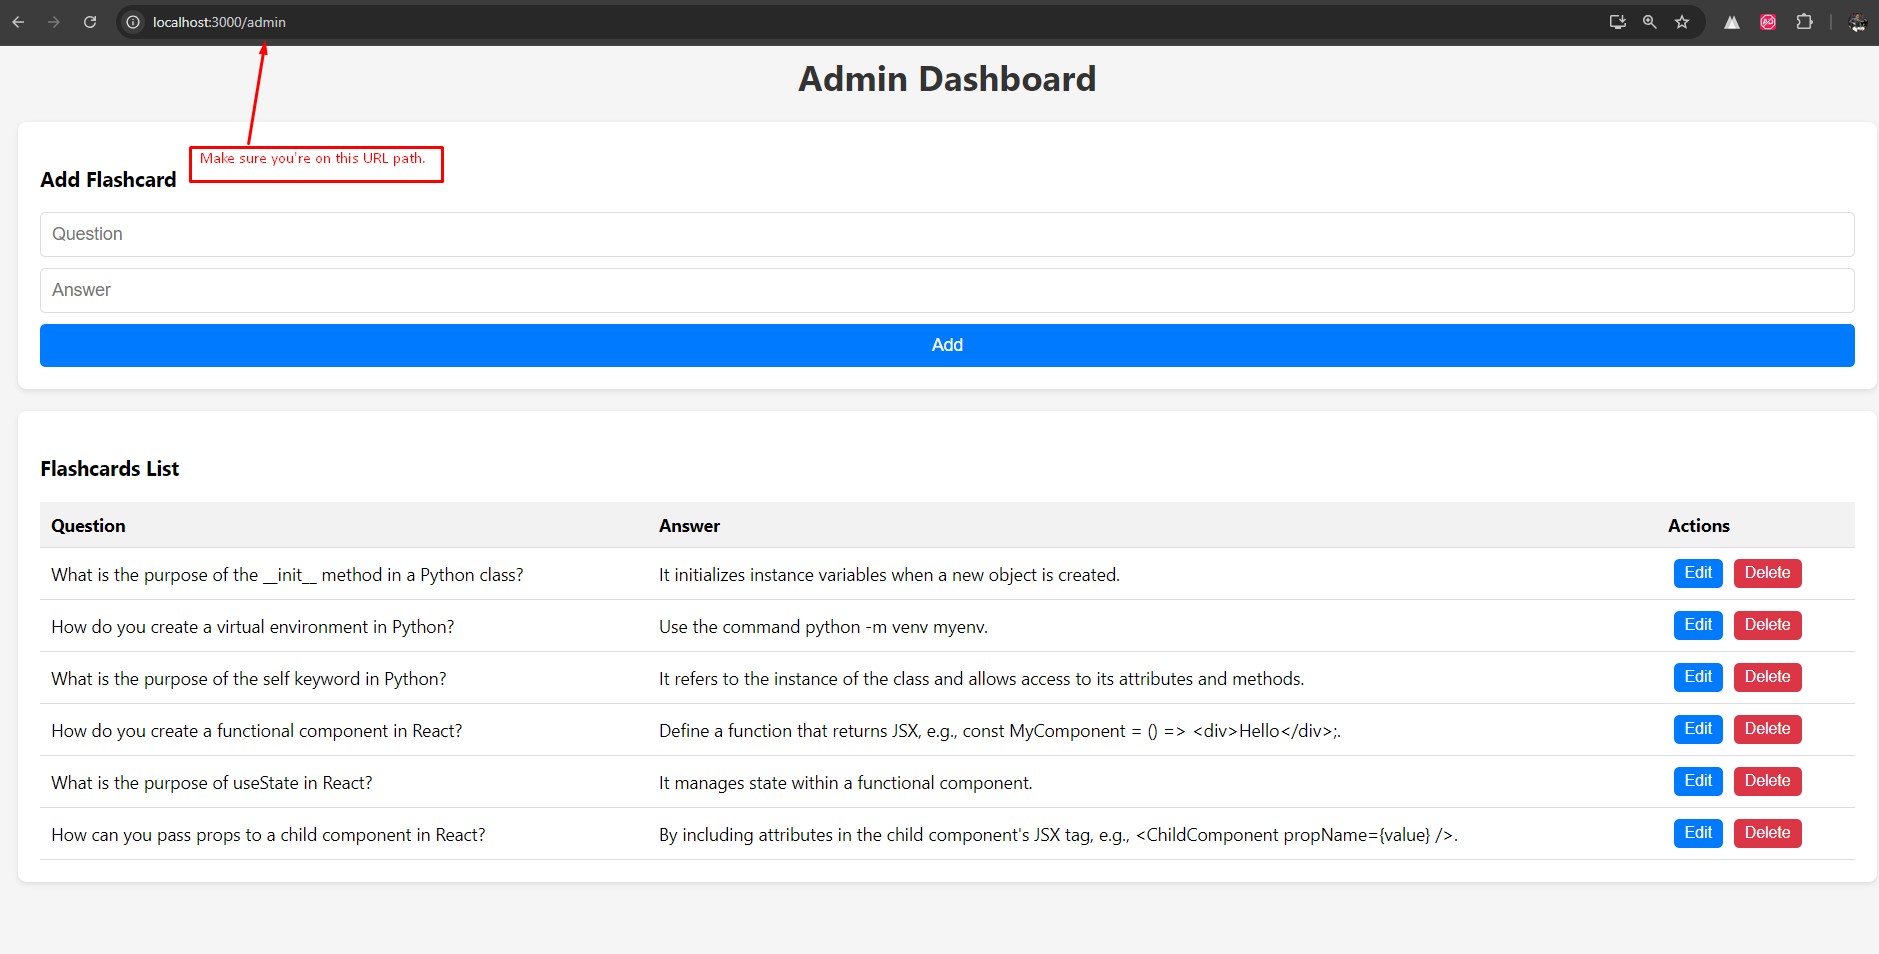 localhost:3000/admin
Admin Dashboard
Make sure you're on this URL path.
Add Flashcard
Question
Answer
Add
Flashcards List
Question Answer Actions
What is the purpose of the __init__ method in a Python class? It initializes instance variables when a new object is created. Edit Delete
How do you create a virtual environment in Python? Use the command python -m venv myenv. Edit Delete
What is the purpose of the self keyword in Python? It refers to the instance of the class and allows access to its attributes and methods. Edit Delete
How do you create a functional component in React? Define a function that returns JSX, e.g., const MyComponent = () => <div>Hello</div>;. Edit Delete
What is the purpose of useState in React? It manages state within a functional component. Edit Delete
How can you pass props to a child component in React? By including attributes in the child component's JSX tag, e.g., <ChildComponent propName={value} />. Edit Delete